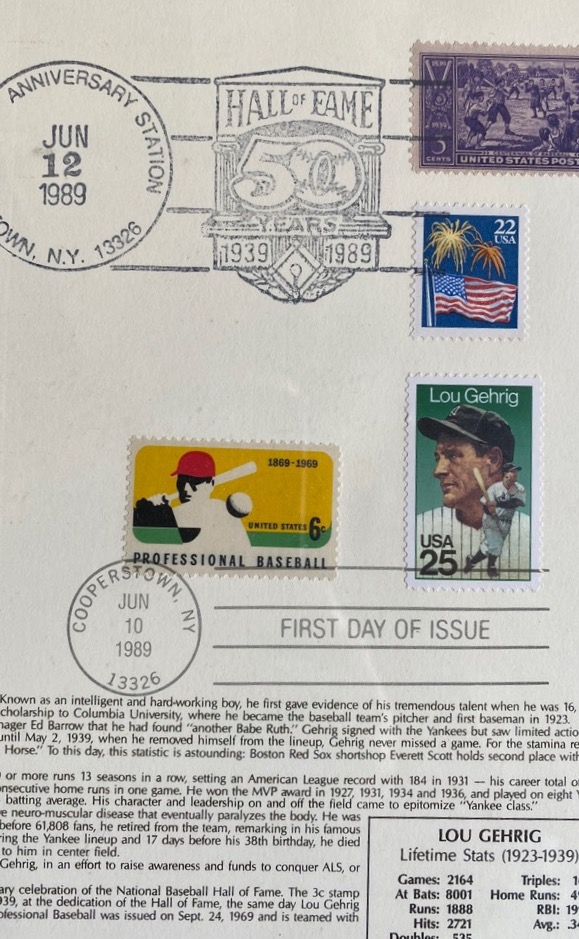 ANNIVERSARY STATION
JUN
12
1989
OWN, N.Y. 13326
HALL OF FAME
50
YEARS
1939 1989
3
CENTS
UNITED STATES POST
22
USA
Lou Gehrig
USA
25
1869-1969
UNITED STATES 6c
PROFESSIONAL BASEBALL
COOPERSTOWN, NY
JUN
10
1989
13326
FIRST DAY OF ISSUE
Known as an intelligent and hard-working boy, he first gave evidence of his tremendous talent when he was 16,
cholarship to Columbia University, where he became the baseball team's pitcher and first baseman in 1923.
nager Ed Barrow that he had found "another Babe Ruth." Gehrig signed with the Yankees but saw limited actio
until May 2, 1939, when he removed himself from the lineup, Gehrig never missed a game. For the stamina re
Horse." To this day, this statistic is astounding: Boston Red Sox shortshop Everett Scott holds second place with
or more runs 13 seasons in a row, setting an American League record with 184 in 1931 — his career total o
onsecutive home runs in one game. He won the MVP award in 1927, 1931, 1934 and 1936, and played on eight Y
batting average. His character and leadership on and off the field came to epitomize "Yankee class."
e neuro-muscular disease that eventually paralyzes the body. He was
before 61,808 fans, he retired from the team, remarking in his famous
ring the Yankee lineup and 17 days before his 38th birthday, he died
to him in center field.
Gehrig, in an effort to raise awareness and funds to conquer ALS, or
ary celebration of the National Baseball Hall of Fame. The 3c stamp
939, at the dedication of the Hall of Fame, the same day Lou Gehrig
ofessional Baseball was issued on Sept. 24, 1969 and is teamed with
LOU GEHRIG
Lifetime Stats (1923-1939)
Games: 2164 Triples: 1
At Bats: 8001 Home Runs: 4
Runs: 1888 RBI: 19
Hits: 2721 Avg.: .34
Doubles: 535